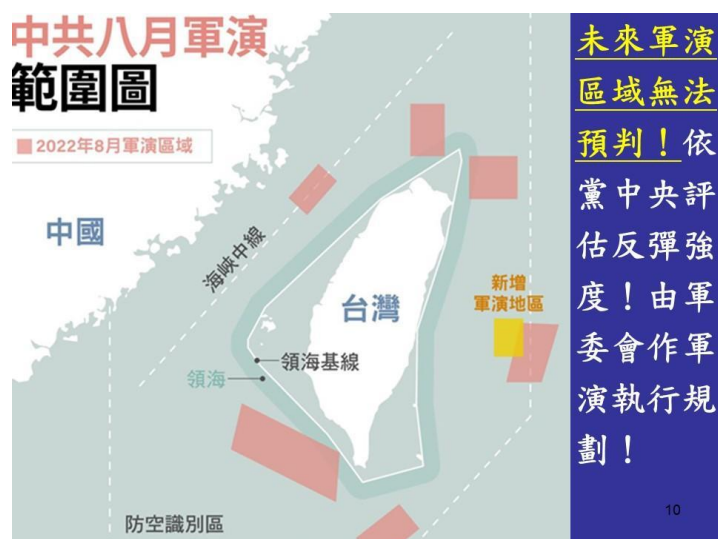 中共八月軍演
範圍圖
2022年8月軍演區域
中國
海峽中線
台灣
新增
軍演地區
領海基線
領海
防空識別區
未來軍演
區域無法
預判！依
黨中央評
估反彈強
度！由軍
委會作軍
演執行規
劃！
10